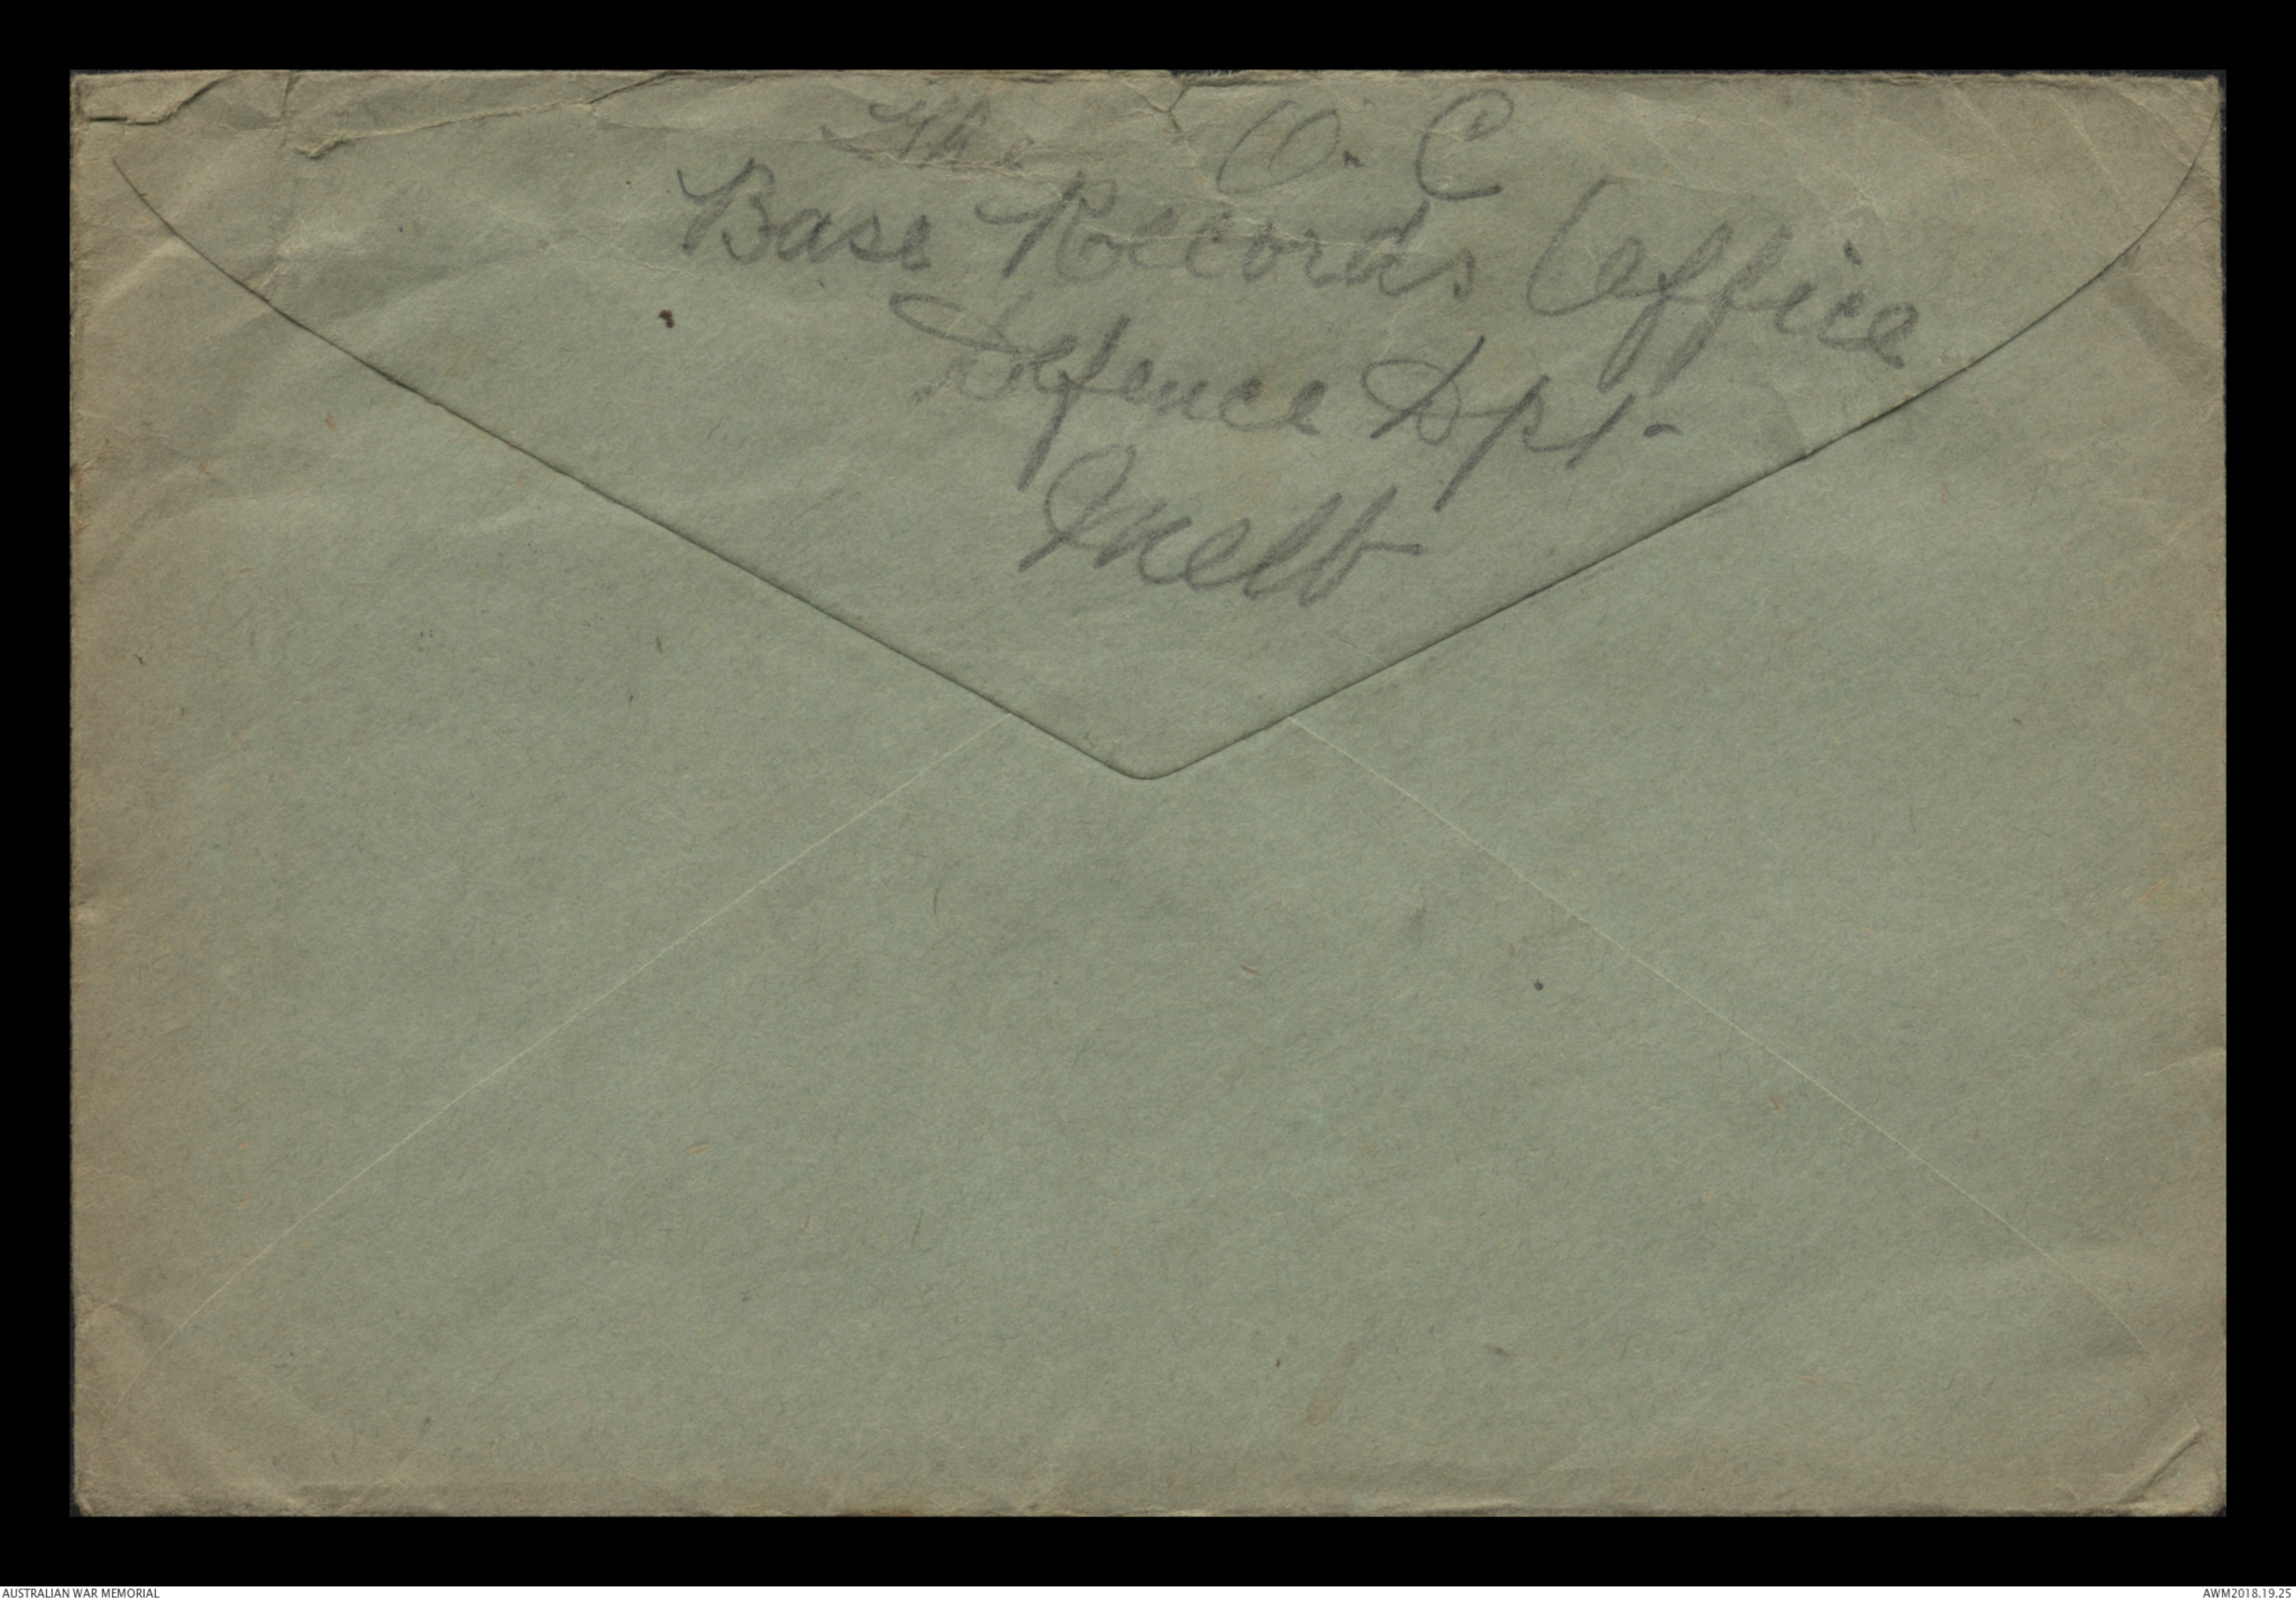 The O. C
Base Records Office
Defence Dpt-
Melb
AUSTRALIAN WAR MEMORIAL
AWM2018.19.25